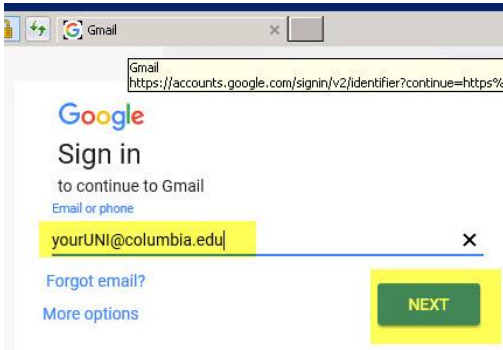 Gmail
Gmail
https://accounts.google.com/signin/v2/identifier?continue=https%
Google
Sign in
to continue to Gmail
Email or phone
yourUNI@columbia.edu
Forgot email?
NEXT
More options